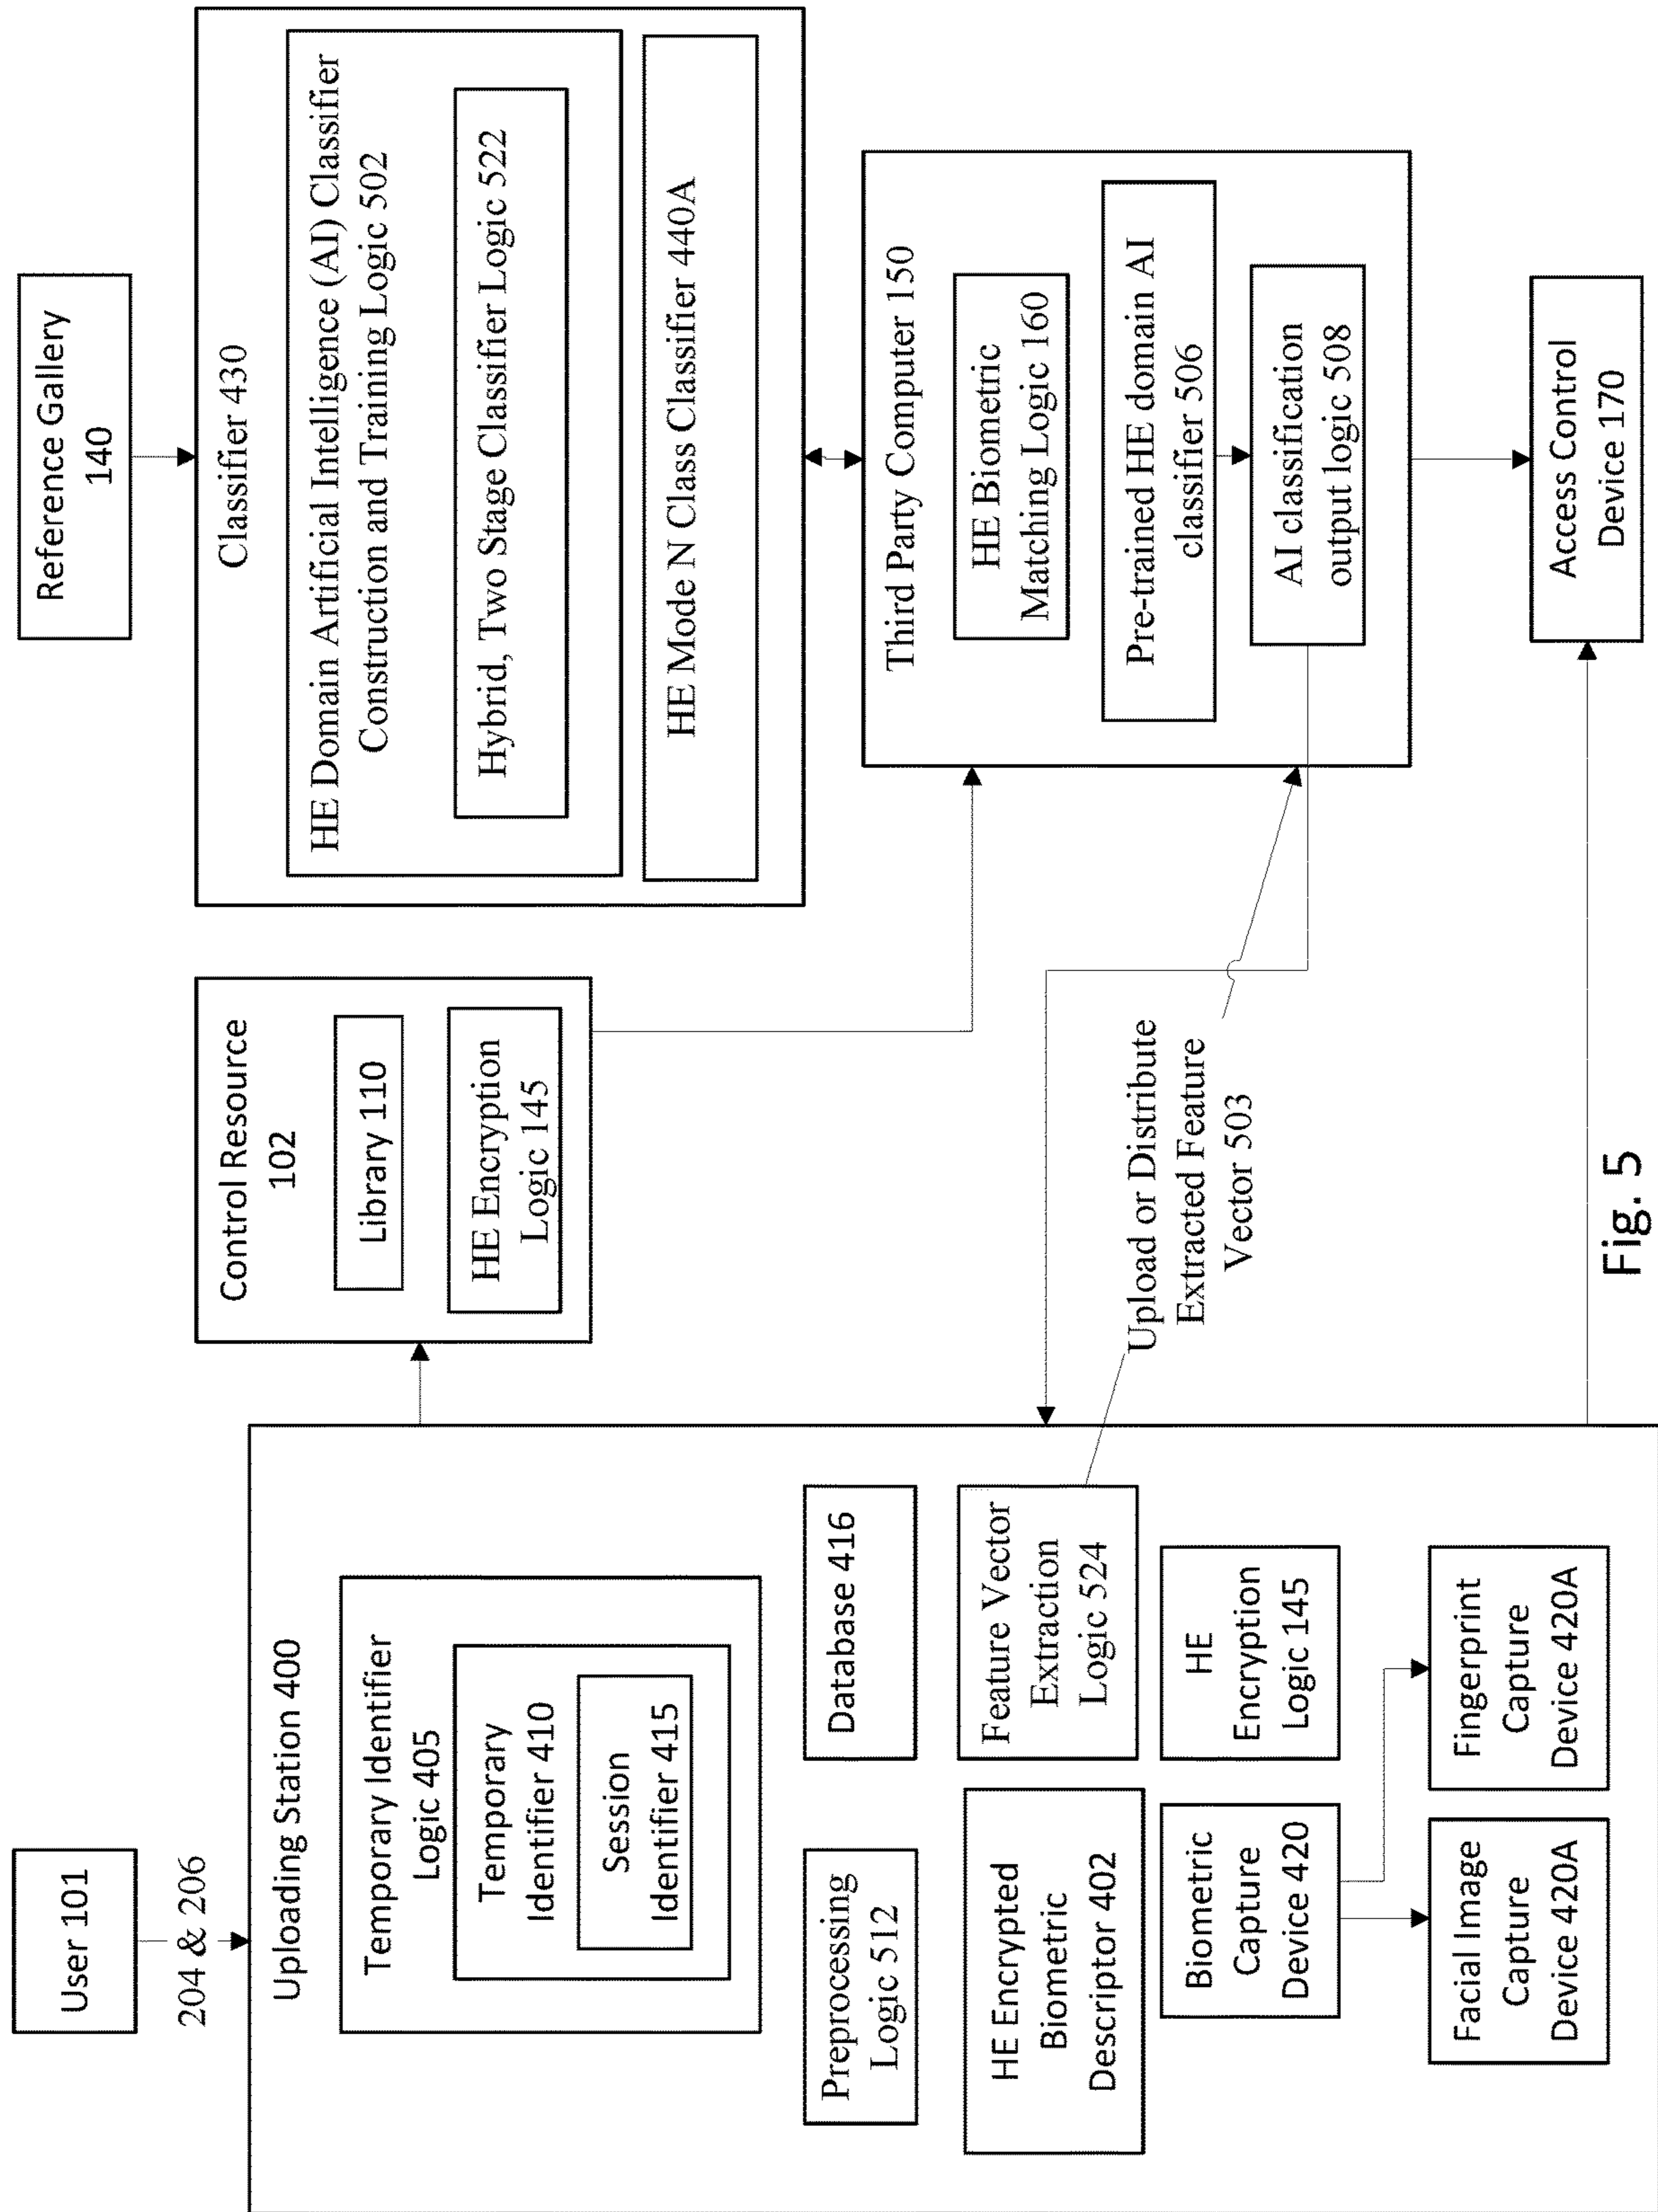 User 101
204 & 206
Uploading Station 400
Temporary Identifier
Logic 405
Temporary
Identifier 410
Session
Identifier 415
Preprocessing
Logic 512
Database 416
HE Encrypted
Biometric
Descriptor 402
Feature Vector
Extraction
Logic 524
Biometric
Capture
Device 420
HE
Encryption
Logic 145
Facial Image
Capture
Device 420A
Fingerprint
Capture
Device 420A
Control Resource
102
Library 110
HE Encryption
Logic 145
Upload or Distribute
Extracted Feature
Vector 503
Reference Gallery
140
Classifier 430
HE Domain Artificial Intelligence (AI) Classifier
Construction and Training Logic 502
Hybrid, Two Stage Classifier Logic 522
HE Mode N Class Classifier 440A
Third Party Computer 150
HE Biometric
Matching Logic 160
Pre-trained HE domain AI
classifier 506
AI classification
output logic 508
Access Control
Device 170
Fig. 5